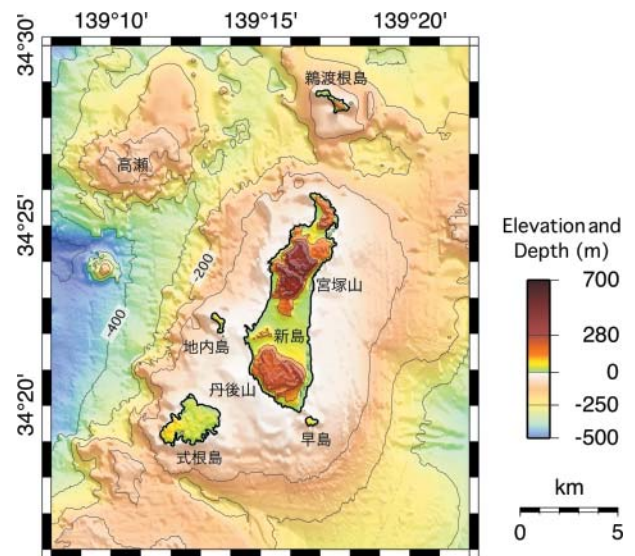 139°10' 139°15' 139°20'
34°30'
鵜渡根島
高瀬
34°25'
Elevation and
Depth (m)
-200
700
宮塚山
280
-400
新島
地内島
0
丹後山
-250
34°20'
-500
早島
式根島
km
0 5